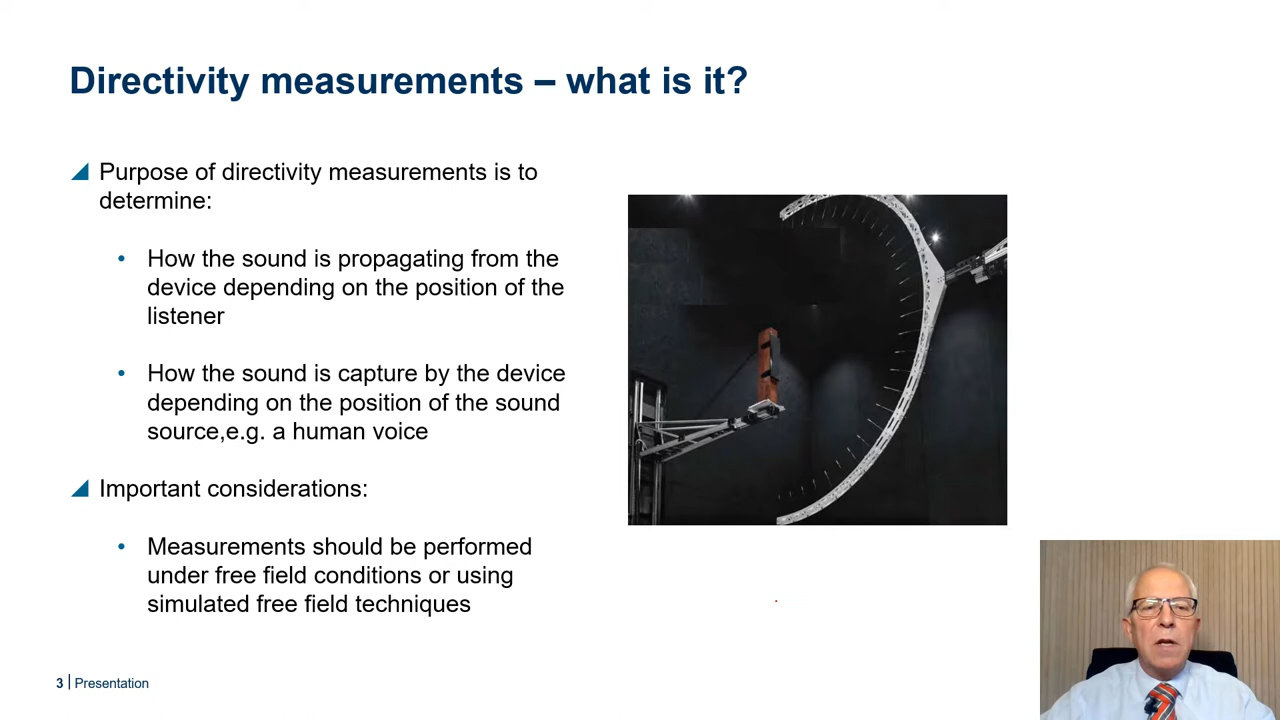 Directivity measurements – what is it?
Purpose of directivity measurements is to
determine:
How the sound is propagating from the
device depending on the position of the
listener
How the sound is capture by the device
depending on the position of the sound
source,e.g. a human voice
Important considerations:
Measurements should be performed
under free field conditions or using
simulated free field techniques
3 | Presentation